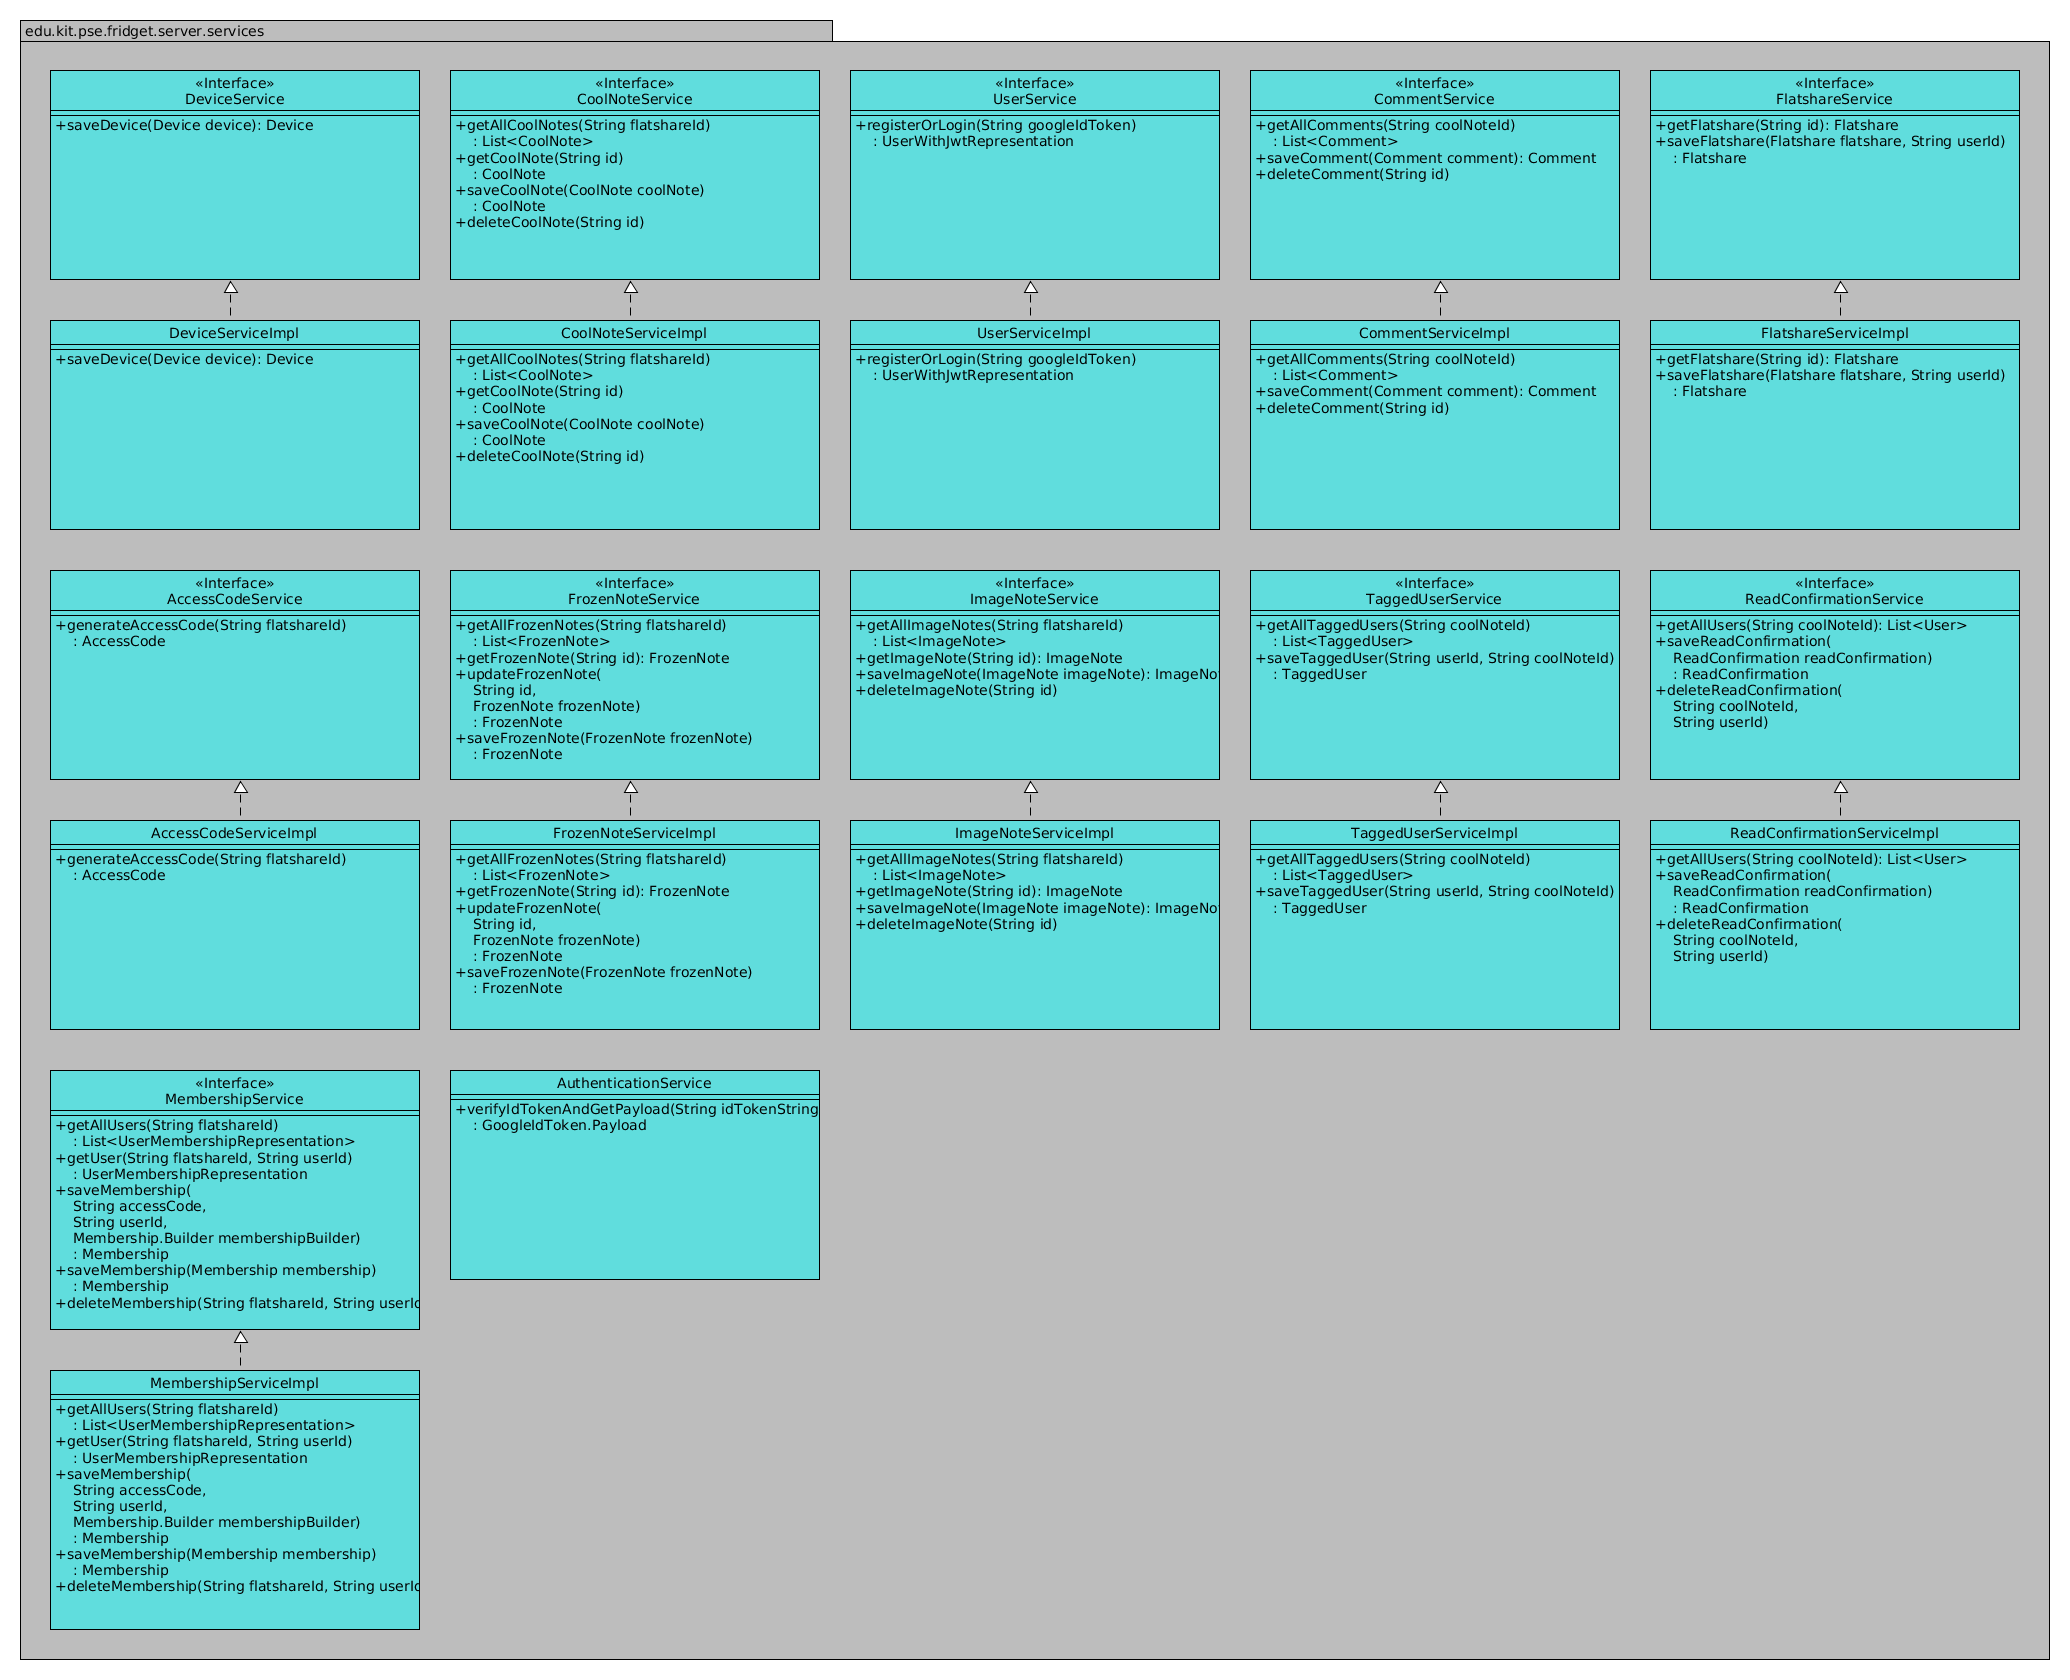 edu.kit.pse.fridget.server.services
«Interface»
DeviceService
+saveDevice(Device device): Device
«Interface»
CoolNoteService
+getAllCoolNotes(String flatshareId)
: List<CoolNote>
+getCoolNote(String id)
: CoolNote
+saveCoolNote(CoolNote coolNote)
: CoolNote
+deleteCoolNote(String id)
«Interface»
UserService
+registerOrLogin(String googleIdToken)
: UserWithJwtRepresentation
«Interface»
CommentService
+getAllComments(String coolNoteId)
: List<Comment>
+saveComment(Comment comment): Comment
+deleteComment(String id)
«Interface»
FlatshareService
+getFlatshare(String id): Flatshare
+saveFlatshare(Flatshare flatshare, String userId)
: Flatshare
DeviceServiceImpl
+saveDevice(Device device): Device
CoolNoteServiceImpl
+getAllCoolNotes(String flatshareId)
: List<CoolNote>
+getCoolNote(String id)
: CoolNote
+saveCoolNote(CoolNote coolNote)
: CoolNote
+deleteCoolNote(String id)
UserServiceImpl
+registerOrLogin(String googleIdToken)
: UserWithJwtRepresentation
CommentServiceImpl
+getAllComments(String coolNoteId)
: List<Comment>
+saveComment(Comment comment): Comment
+deleteComment(String id)
FlatshareServiceImpl
+getFlatshare(String id): Flatshare
+saveFlatshare(Flatshare flatshare, String userId)
: Flatshare
«Interface»
AccessCodeService
+generateAccessCode(String flatshareId)
: AccessCode
«Interface»
FrozenNoteService
+getAllFrozenNotes(String flatshareId)
: List<FrozenNote>
+getFrozenNote(String id): FrozenNote
+updateFrozenNote(
String id,
FrozenNote frozenNote)
: FrozenNote
+saveFrozenNote(FrozenNote frozenNote)
: FrozenNote
«Interface»
ImageNoteService
+getAllImageNotes(String flatshareId)
: List<ImageNote>
+getImageNote(String id): ImageNote
+saveImageNote(ImageNote imageNote): ImageNo
+deleteImageNote(String id)
«Interface»
TaggedUserService
+getAllTaggedUsers(String coolNoteId)
: List<TaggedUser>
+saveTaggedUser(String userId, String coolNoteId)
: TaggedUser
«Interface»
ReadConfirmationService
+getAllUsers(String coolNoteId): List<User>
+saveReadConfirmation(
ReadConfirmation readConfirmation)
: ReadConfirmation
+deleteReadConfirmation(
String coolNoteId,
String userId)
AccessCodeServiceImpl
+generateAccessCode(String flatshareId)
: AccessCode
FrozenNoteServiceImpl
+getAllFrozenNotes(String flatshareId)
: List<FrozenNote>
+getFrozenNote(String id): FrozenNote
+updateFrozenNote(
String id,
FrozenNote frozenNote)
: FrozenNote
+saveFrozenNote(FrozenNote frozenNote)
: FrozenNote
ImageNoteServiceImpl
+getAllImageNotes(String flatshareId)
: List<ImageNote>
+getImageNote(String id): ImageNote
+saveImageNote(ImageNote imageNote): ImageNo
+deleteImageNote(String id)
TaggedUserServiceImpl
+getAllTaggedUsers(String coolNoteId)
: List<TaggedUser>
+saveTaggedUser(String userId, String coolNoteId)
: TaggedUser
ReadConfirmationServiceImpl
+getAllUsers(String coolNoteId): List<User>
+saveReadConfirmation(
ReadConfirmation readConfirmation)
: ReadConfirmation
+deleteReadConfirmation(
String coolNoteId,
String userId)
«Interface»
MembershipService
+getAllUsers(String flatshareId)
: List<UserMembershipRepresentation>
+getUser(String flatshareId, String userId)
: UserMembershipRepresentation
+saveMembership(
String accessCode,
String userId,
Membership.Builder membershipBuilder)
: Membership
+saveMembership(Membership membership)
: Membership
+deleteMembership(String flatshareId, String userId
AuthenticationService
+verifyIdTokenAndGetPayload(String idTokenString
: GoogleIdToken.Payload
MembershipServiceImpl
+getAllUsers(String flatshareId)
: List<UserMembershipRepresentation>
+getUser(String flatshareId, String userId)
: UserMembershipRepresentation
+saveMembership(
String accessCode,
String userId,
Membership.Builder membershipBuilder)
: Membership
+saveMembership(Membership membership)
: Membership
+deleteMembership(String flatshareId, String userId